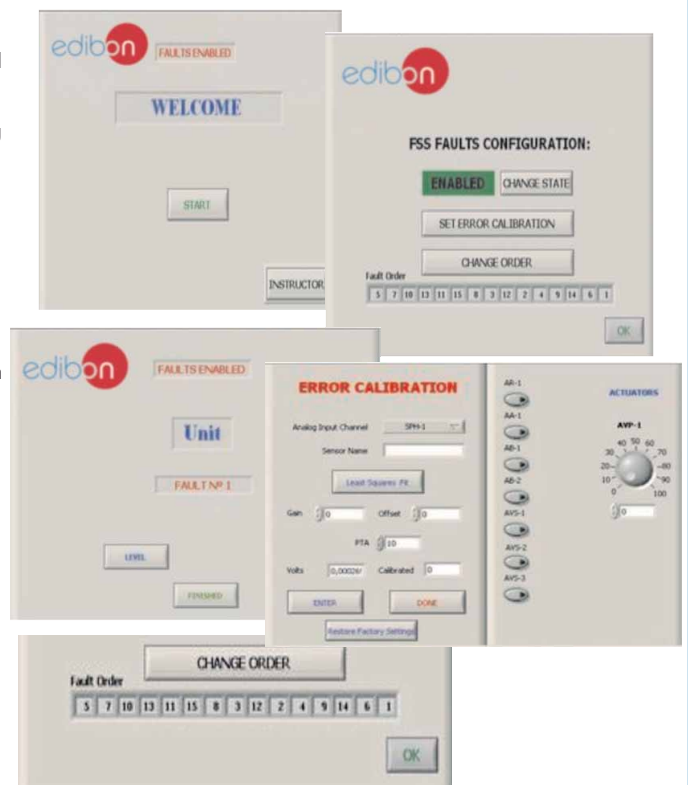 edibon
FAULTS ENABLED
WELCOME
START
INSTRUCTOR
edibon
FSS FAULTS CONFIGURATION:
ENABLED CHANGE STATE
SET ERROR CALIBRATION
CHANGE ORDER
Fault Order
5 7 10 13 11 15 8 3 12 2 4 9 14 6 1
OK
edibon
FAULTS ENABLED
Unit
FAULT Nº 1
LEVEL
FINISHED
ERROR CALIBRATION
Analog Input Channel SPH-1
Sensor Name
Least Squares Fit
Gain 0 Offset 0
PTA 10
Volts 0,00026 Calibrated 0
ENTER DONE
Restore Factory Settings
AR-1
AA-1
AB-1
AB-2
AVS-1
AVS-2
AVS-3
ACTUATORS
AVP-1
0 10 20 30 40 50 60 70 80 90 100
0
CHANGE ORDER
Fault Order
5 7 10 13 11 15 8 3 12 2 4 9 14 6 1
OK